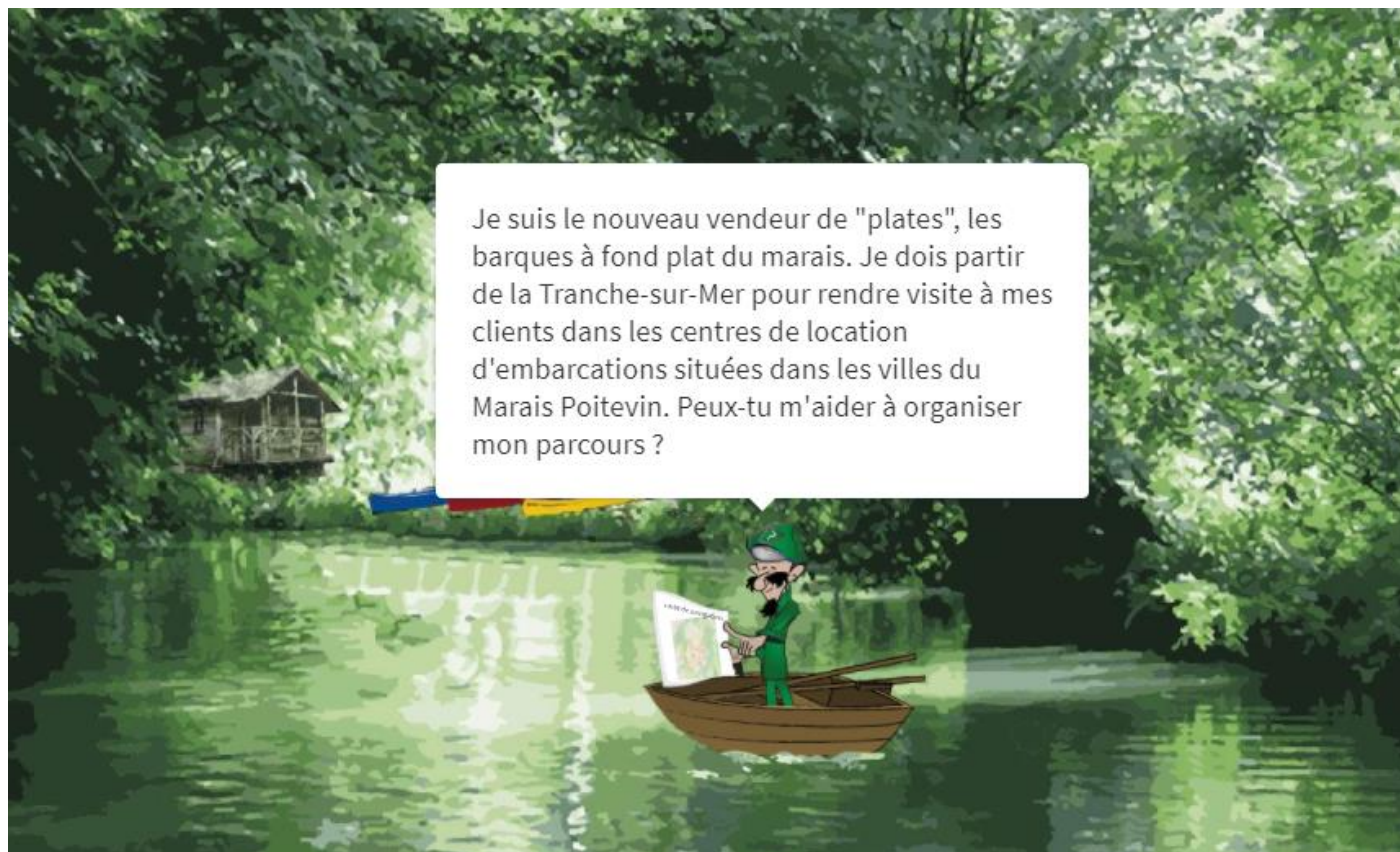 Je suis le nouveau vendeur de "plates", les
barques à fond plat du marais. Je dois partir
de la Tranche-sur-Mer pour rendre visite à mes
clients dans les centres de location
d'embarcations situées dans les villes du
Marais Poitevin. Peux-tu m'aider à organiser
mon parcours ?
?